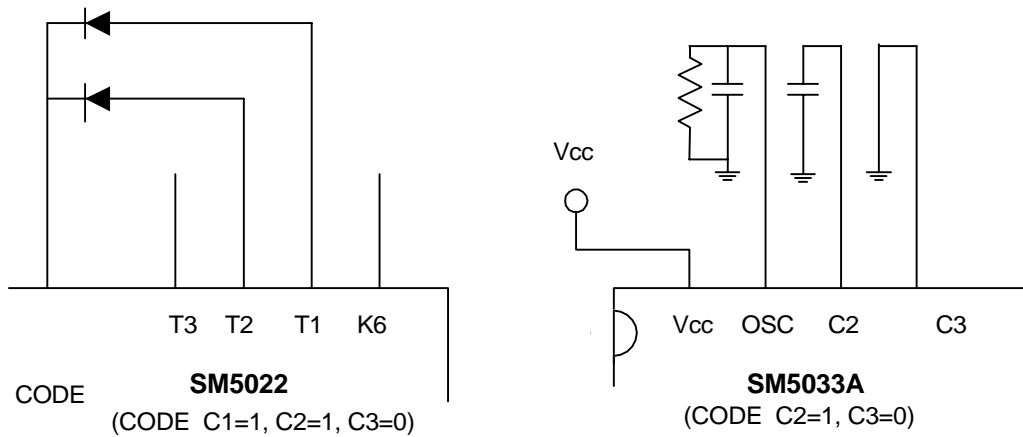 Vcc
T3 T2 T1 K6
CODE
SM5022
(CODE C1=1, C2=1, C3=0)
Vcc OSC C2 C3
SM5033A
(CODE C2=1, C3=0)